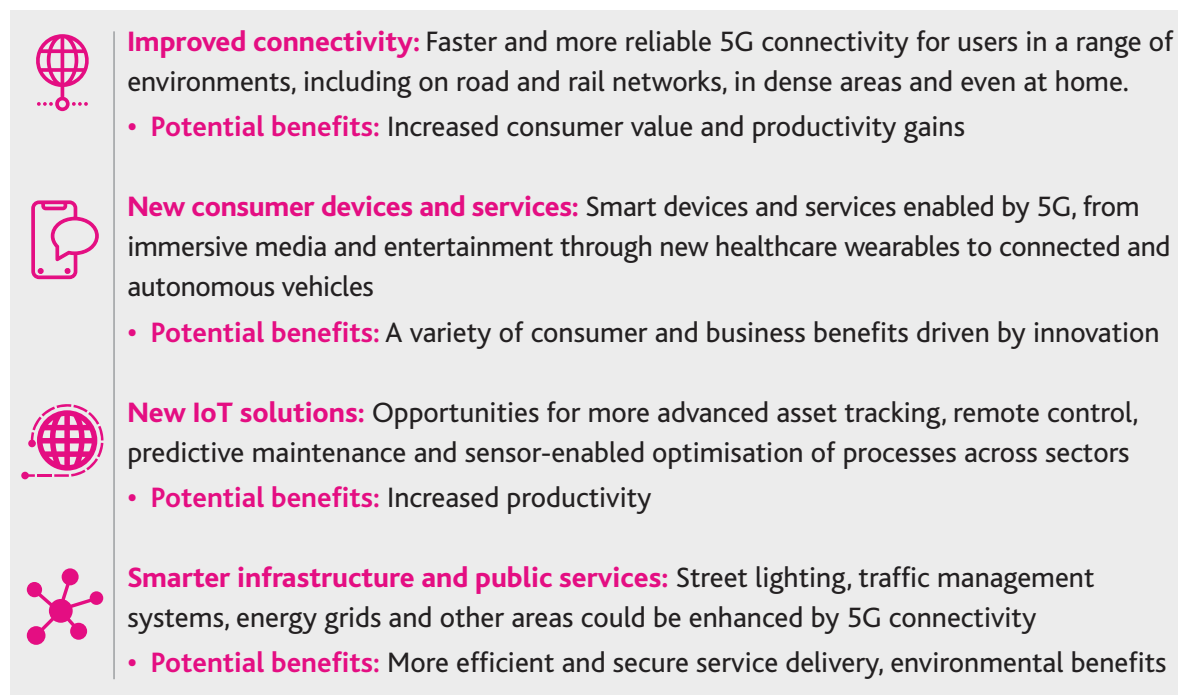 Improved connectivity: Faster and more reliable 5G connectivity for users in a range of
environments, including on road and rail networks, in dense areas and even at home.
• Potential benefits: Increased consumer value and productivity gains
New consumer devices and services: Smart devices and services enabled by 5G, from
immersive media and entertainment through new healthcare wearables to connected and
autonomous vehicles
• Potential benefits: A variety of consumer and business benefits driven by innovation
New IoT solutions: Opportunities for more advanced asset tracking, remote control,
predictive maintenance and sensor-enabled optimisation of processes across sectors
• Potential benefits: Increased productivity
Smarter infrastructure and public services: Street lighting, traffic management
systems, energy grids and other areas could be enhanced by 5G connectivity
• Potential benefits: More efficient and secure service delivery, environmental benefits